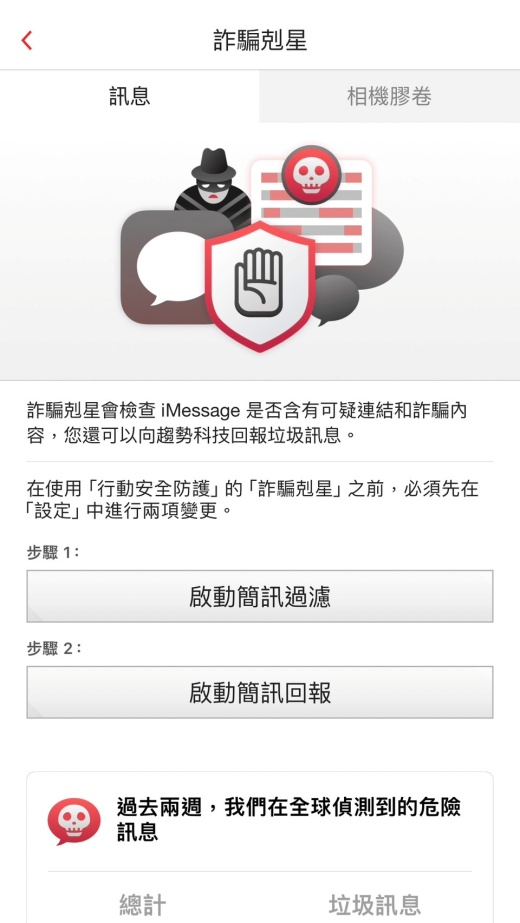 詐騙剋星
訊息
相機膠卷
詐騙剋星會檢查 iMessage 是否含有可疑連結和詐騙內
容，您還可以向趨勢科技回報垃圾訊息。
在使用「行動安全防護」的「詐騙剋星」之前，必須先在
「設定」中進行兩項變更。
步驟 1：
啟動簡訊過濾
步驟 2：
啟動簡訊回報
過去兩週，我們在全球偵測到的危險
訊息
總計
垃圾訊息